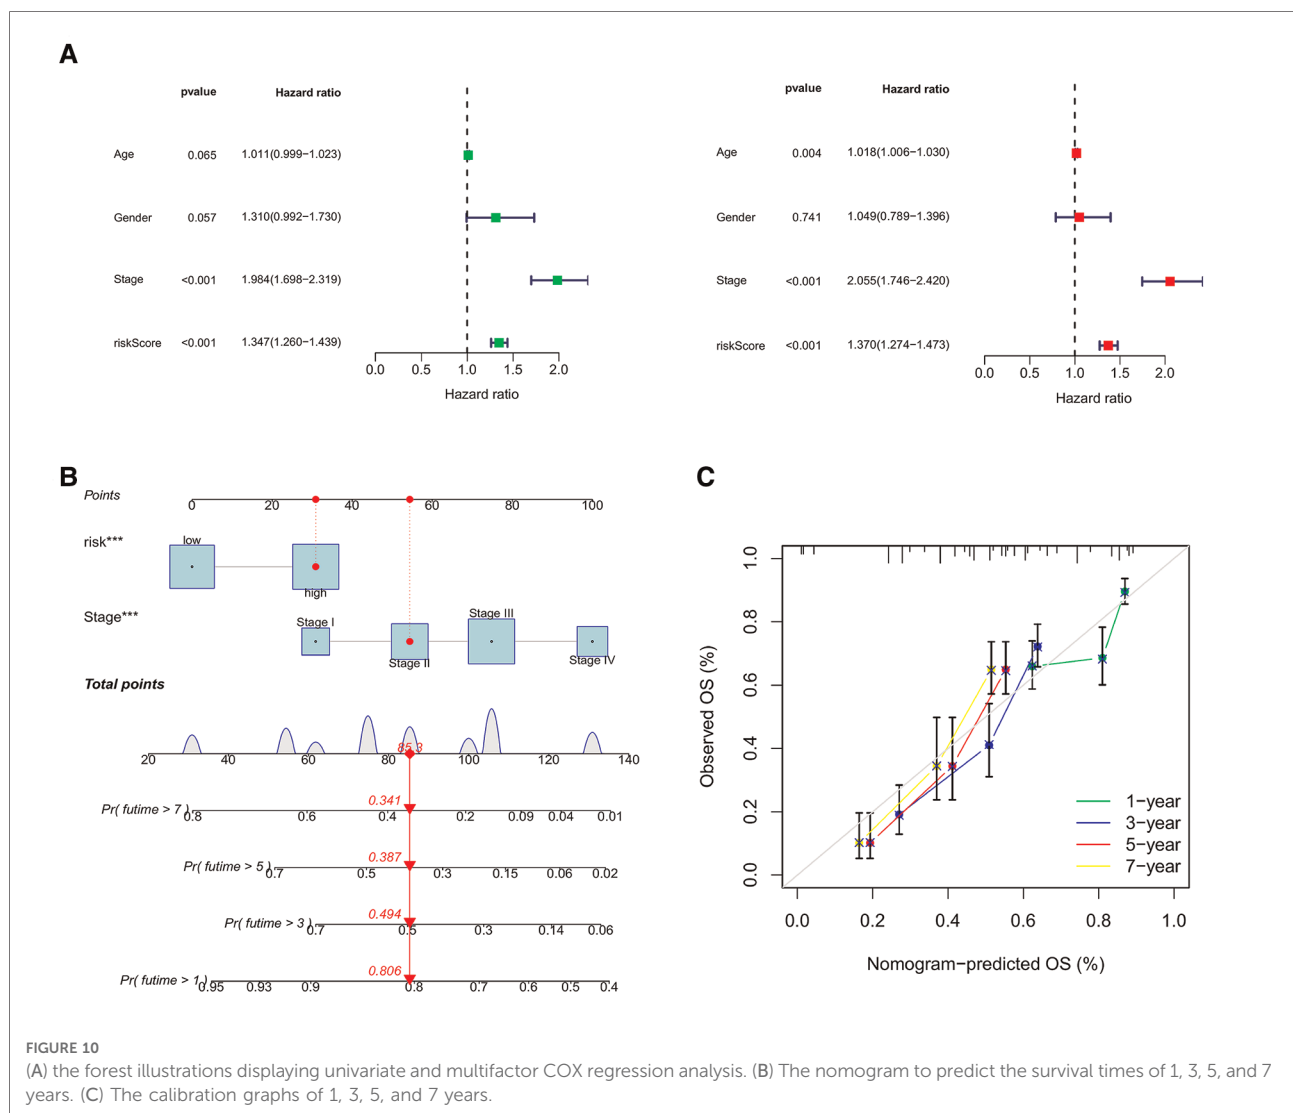 A
pvalue Hazard ratio
Age 0.065 1.011(0.999−1.023)
Gender 0.057 1.310(0.992−1.730)
Stage <0.001 1.984(1.698−2.319)
riskScore <0.001 1.347(1.260−1.439)
0.0 0.5 1.0 1.5 2.0
Hazard ratio
pvalue Hazard ratio
Age 0.004 1.018(1.006−1.030)
Gender 0.741 1.049(0.789−1.396)
Stage <0.001 2.055(1.746−2.420)
riskScore <0.001 1.370(1.274−1.473)
0.0 0.5 1.0 1.5 2.0
Hazard ratio
B
Points
0 20 40 60 80 100
risk***
low
high
Stage***
Stage I
Stage II
Stage III
Stage IV
Total points
85.3
20 40 60 80 100 120 140
0.341
Pr( futime > 7 )
0.8 0.6 0.4 0.2 0.09 0.04 0.01
0.387
Pr( futime > 5 )
0.7 0.5 0.3 0.15 0.06 0.02
0.494
Pr( futime > 3 )
0.7 0.5 0.3 0.14 0.06
0.806
Pr( futime > 1 )
0.95 0.93 0.9 0.8 0.7 0.6 0.5 0.4
C
Observed OS (%)
1.0
0.8
0.6
0.4
0.2
0.0
1−year
3−year
5−year
7−year
0.0 0.2 0.4 0.6 0.8 1.0
Nomogram−predicted OS (%)
FIGURE 10
(A) the forest illustrations displaying univariate and multifactor COX regression analysis. (B) The nomogram to predict the survival times of 1, 3, 5, and 7
years. (C) The calibration graphs of 1, 3, 5, and 7 years.